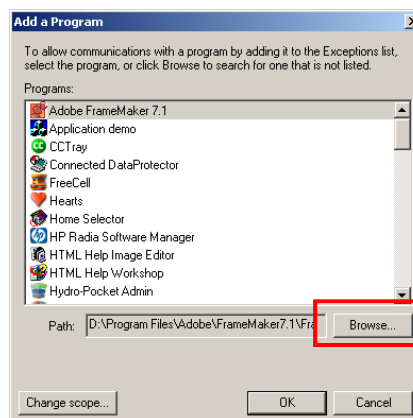 Add a Program
To allow communications with a program by adding it to the Exceptions list,
select the program, or click Browse to search for one that is not listed.
Programs:
Adobe FrameMaker 7.1
Application demo
CCTray
Connected DataProtector
FreeCell
Hearts
Home Selector
HP Radia Software Manager
HTML Help Image Editor
HTML Help Workshop
Hydro-Pocket Admin
Path: D:\Program Files\Adobe\FrameMaker7.1\Fra Browse...
Change scope... OK Cancel